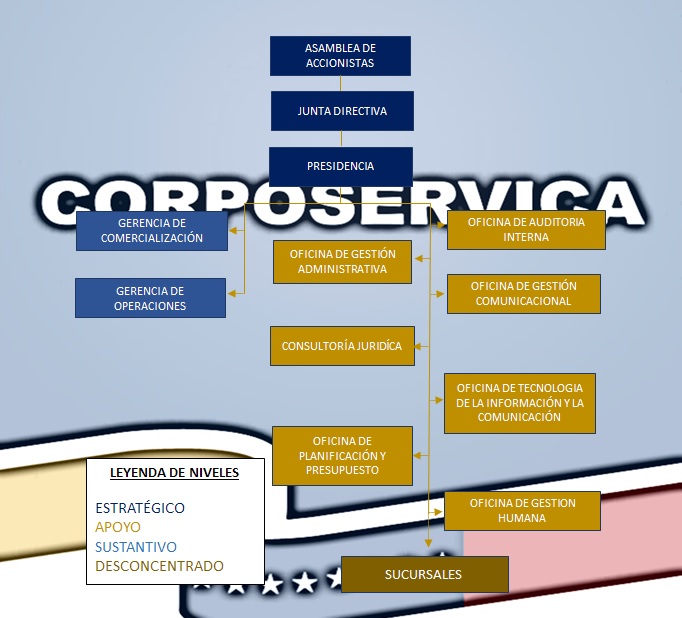 ASAMBLEA DE
ACCIONISTAS
JUNTA DIRECTIVA
PRESIDENCIA
CORPOSERVICA
GERENCIA DE
COMERCIALIZACIÓN
OFICINA DE AUDITORIA
INTERNA
OFICINA DE GESTIÓN
ADMINISTRATIVA
GERENCIA DE
OPERACIONES
OFICINA DE GESTIÓN
COMUNICACIONAL
CONSULTORÍA JURIDÍCA
OFICINA DE TECNOLOGIA
DE LA INFORMACIÓN Y LA
COMUNICACIÓN
OFICINA DE
PLANIFICACIÓN Y
PRESUPUESTO
OFICINA DE GESTION
HUMANA
SUCURSALES
LEYENDA DE NIVELES
ESTRATÉGICO
APOYO
SUSTANTIVO
DESCONCENTRADO